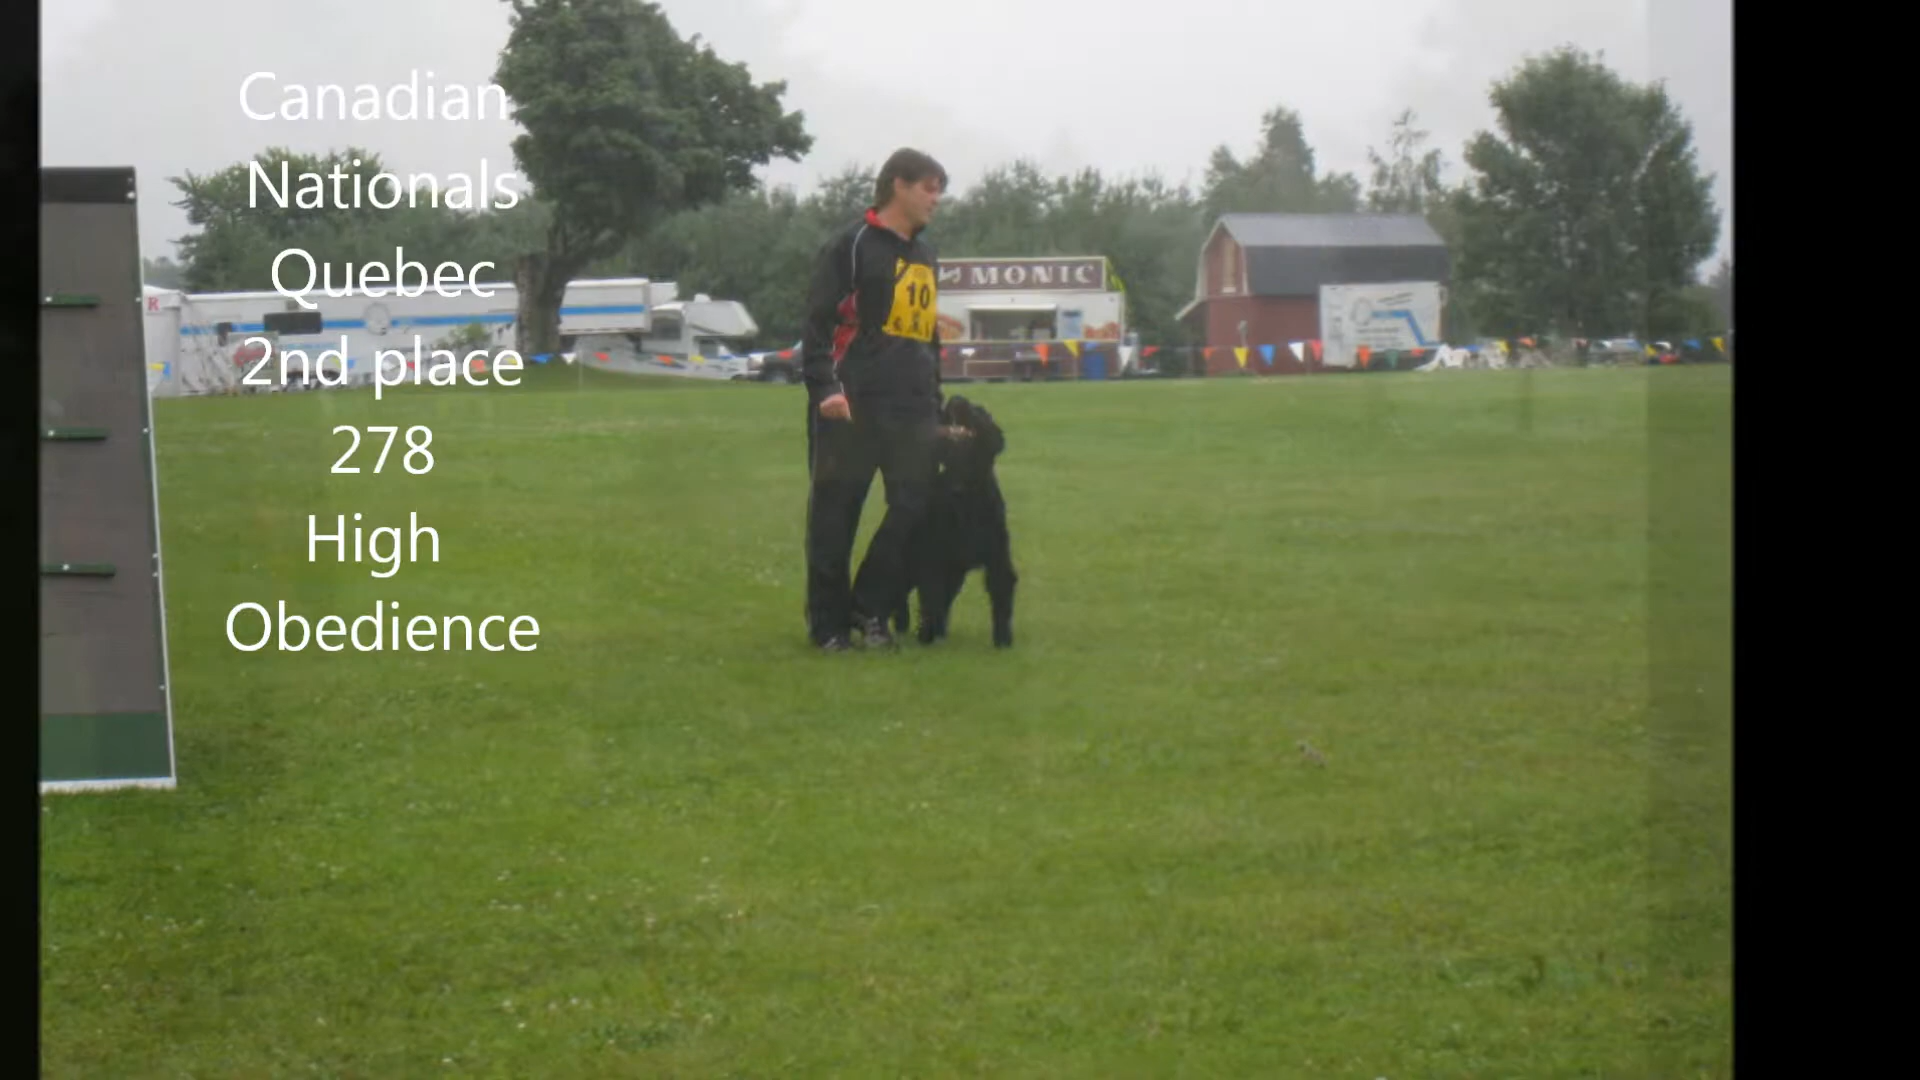 Canadian
Nationals
Quebec
2nd place
278
High
Obedience
10
MONIC
R